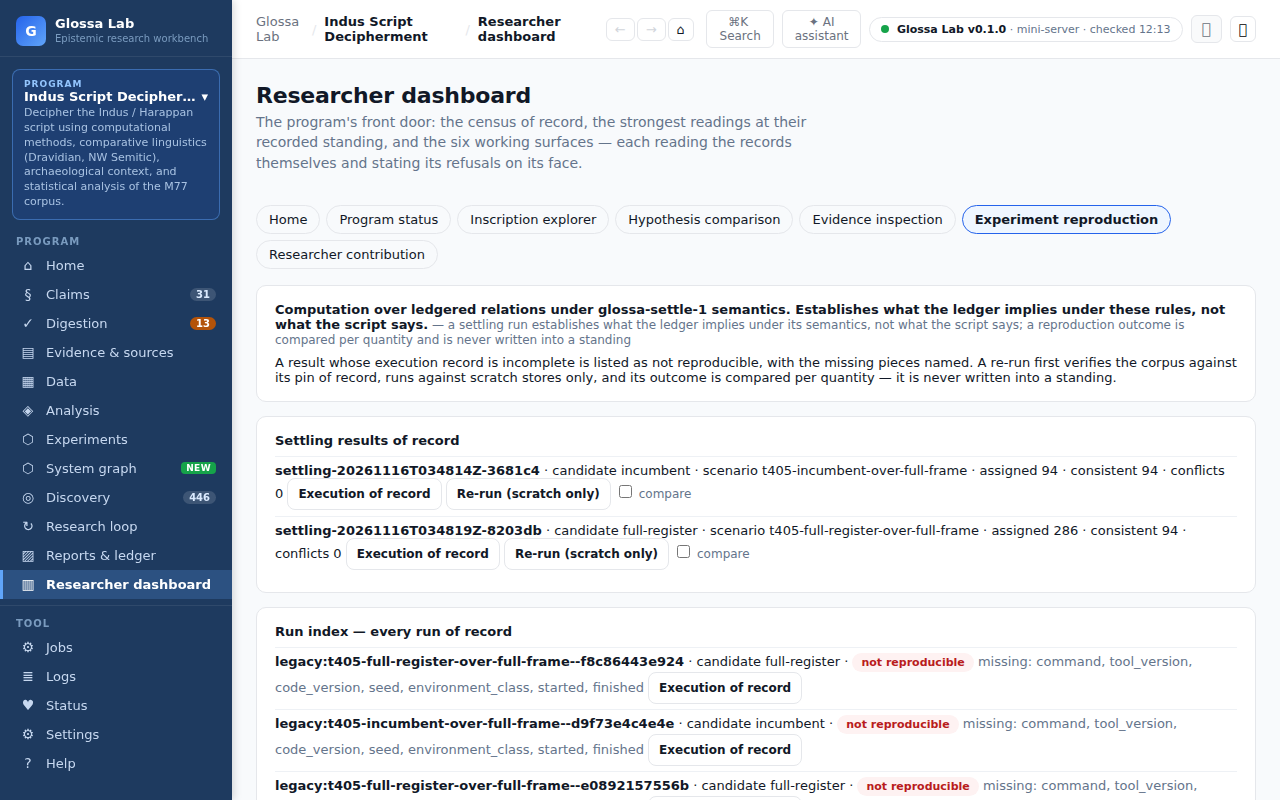 G
Glossa Lab
Epistemic research workbench
PROGRAM
Indus Script Decipher... ▾
Decipher the Indus / Harappan
script using computational
methods, comparative linguistics
(Dravidian, NW Semitic),
archaeological context, and
statistical analysis of the M77
corpus.
PROGRAM
⌂ Home
§ Claims 31
✓ Digestion 13
▤ Evidence & sources
▦ Data
◈ Analysis
⬡ Experiments
⬡ System graph NEW
◎ Discovery 446
↻ Research loop
▨ Reports & ledger
▥ Researcher dashboard
TOOL
⚙ Jobs
≣ Logs
♥ Status
⚙ Settings
? Help
Glossa Lab / Indus Script Decipherment / Researcher dashboard
← → ⌂
⌘K Search
✦ AI assistant
Glossa Lab v0.1.0 · mini-server · checked 12:13
Researcher dashboard
The program's front door: the census of record, the strongest readings at their
recorded standing, and the six working surfaces — each reading the records
themselves and stating its refusals on its face.
Home Program status Inscription explorer Hypothesis comparison Evidence inspection Experiment reproduction
Researcher contribution
Computation over ledgered relations under glossa-settle-1 semantics. Establishes what the ledger implies under these rules, not
what the script says. — a settling run establishes what the ledger implies under its semantics, not what the script says; a reproduction outcome is
compared per quantity and is never written into a standing
A result whose execution record is incomplete is listed as not reproducible, with the missing pieces named. A re-run first verifies the corpus against
its pin of record, runs against scratch stores only, and its outcome is compared per quantity — it is never written into a standing.
Settling results of record
settling-20261116T034814Z-3681c4 · candidate incumbent · scenario t405-incumbent-over-full-frame · assigned 94 · consistent 94 · conflicts
0 Execution of record Re-run (scratch only) compare
settling-20261116T034819Z-8203db · candidate full-register · scenario t405-full-register-over-full-frame · assigned 286 · consistent 94 ·
conflicts 0 Execution of record Re-run (scratch only) compare
Run index — every run of record
legacy:t405-full-register-over-full-frame--f8c86443e924 · candidate full-register · not reproducible missing: command, tool_version,
code_version, seed, environment_class, started, finished Execution of record
legacy:t405-incumbent-over-full-frame--d9f73e4c4e4e · candidate incumbent · not reproducible missing: command, tool_version,
code_version, seed, environment_class, started, finished Execution of record
legacy:t405-full-register-over-full-frame--e0892157556b · candidate full-register · not reproducible missing: command, tool_version,